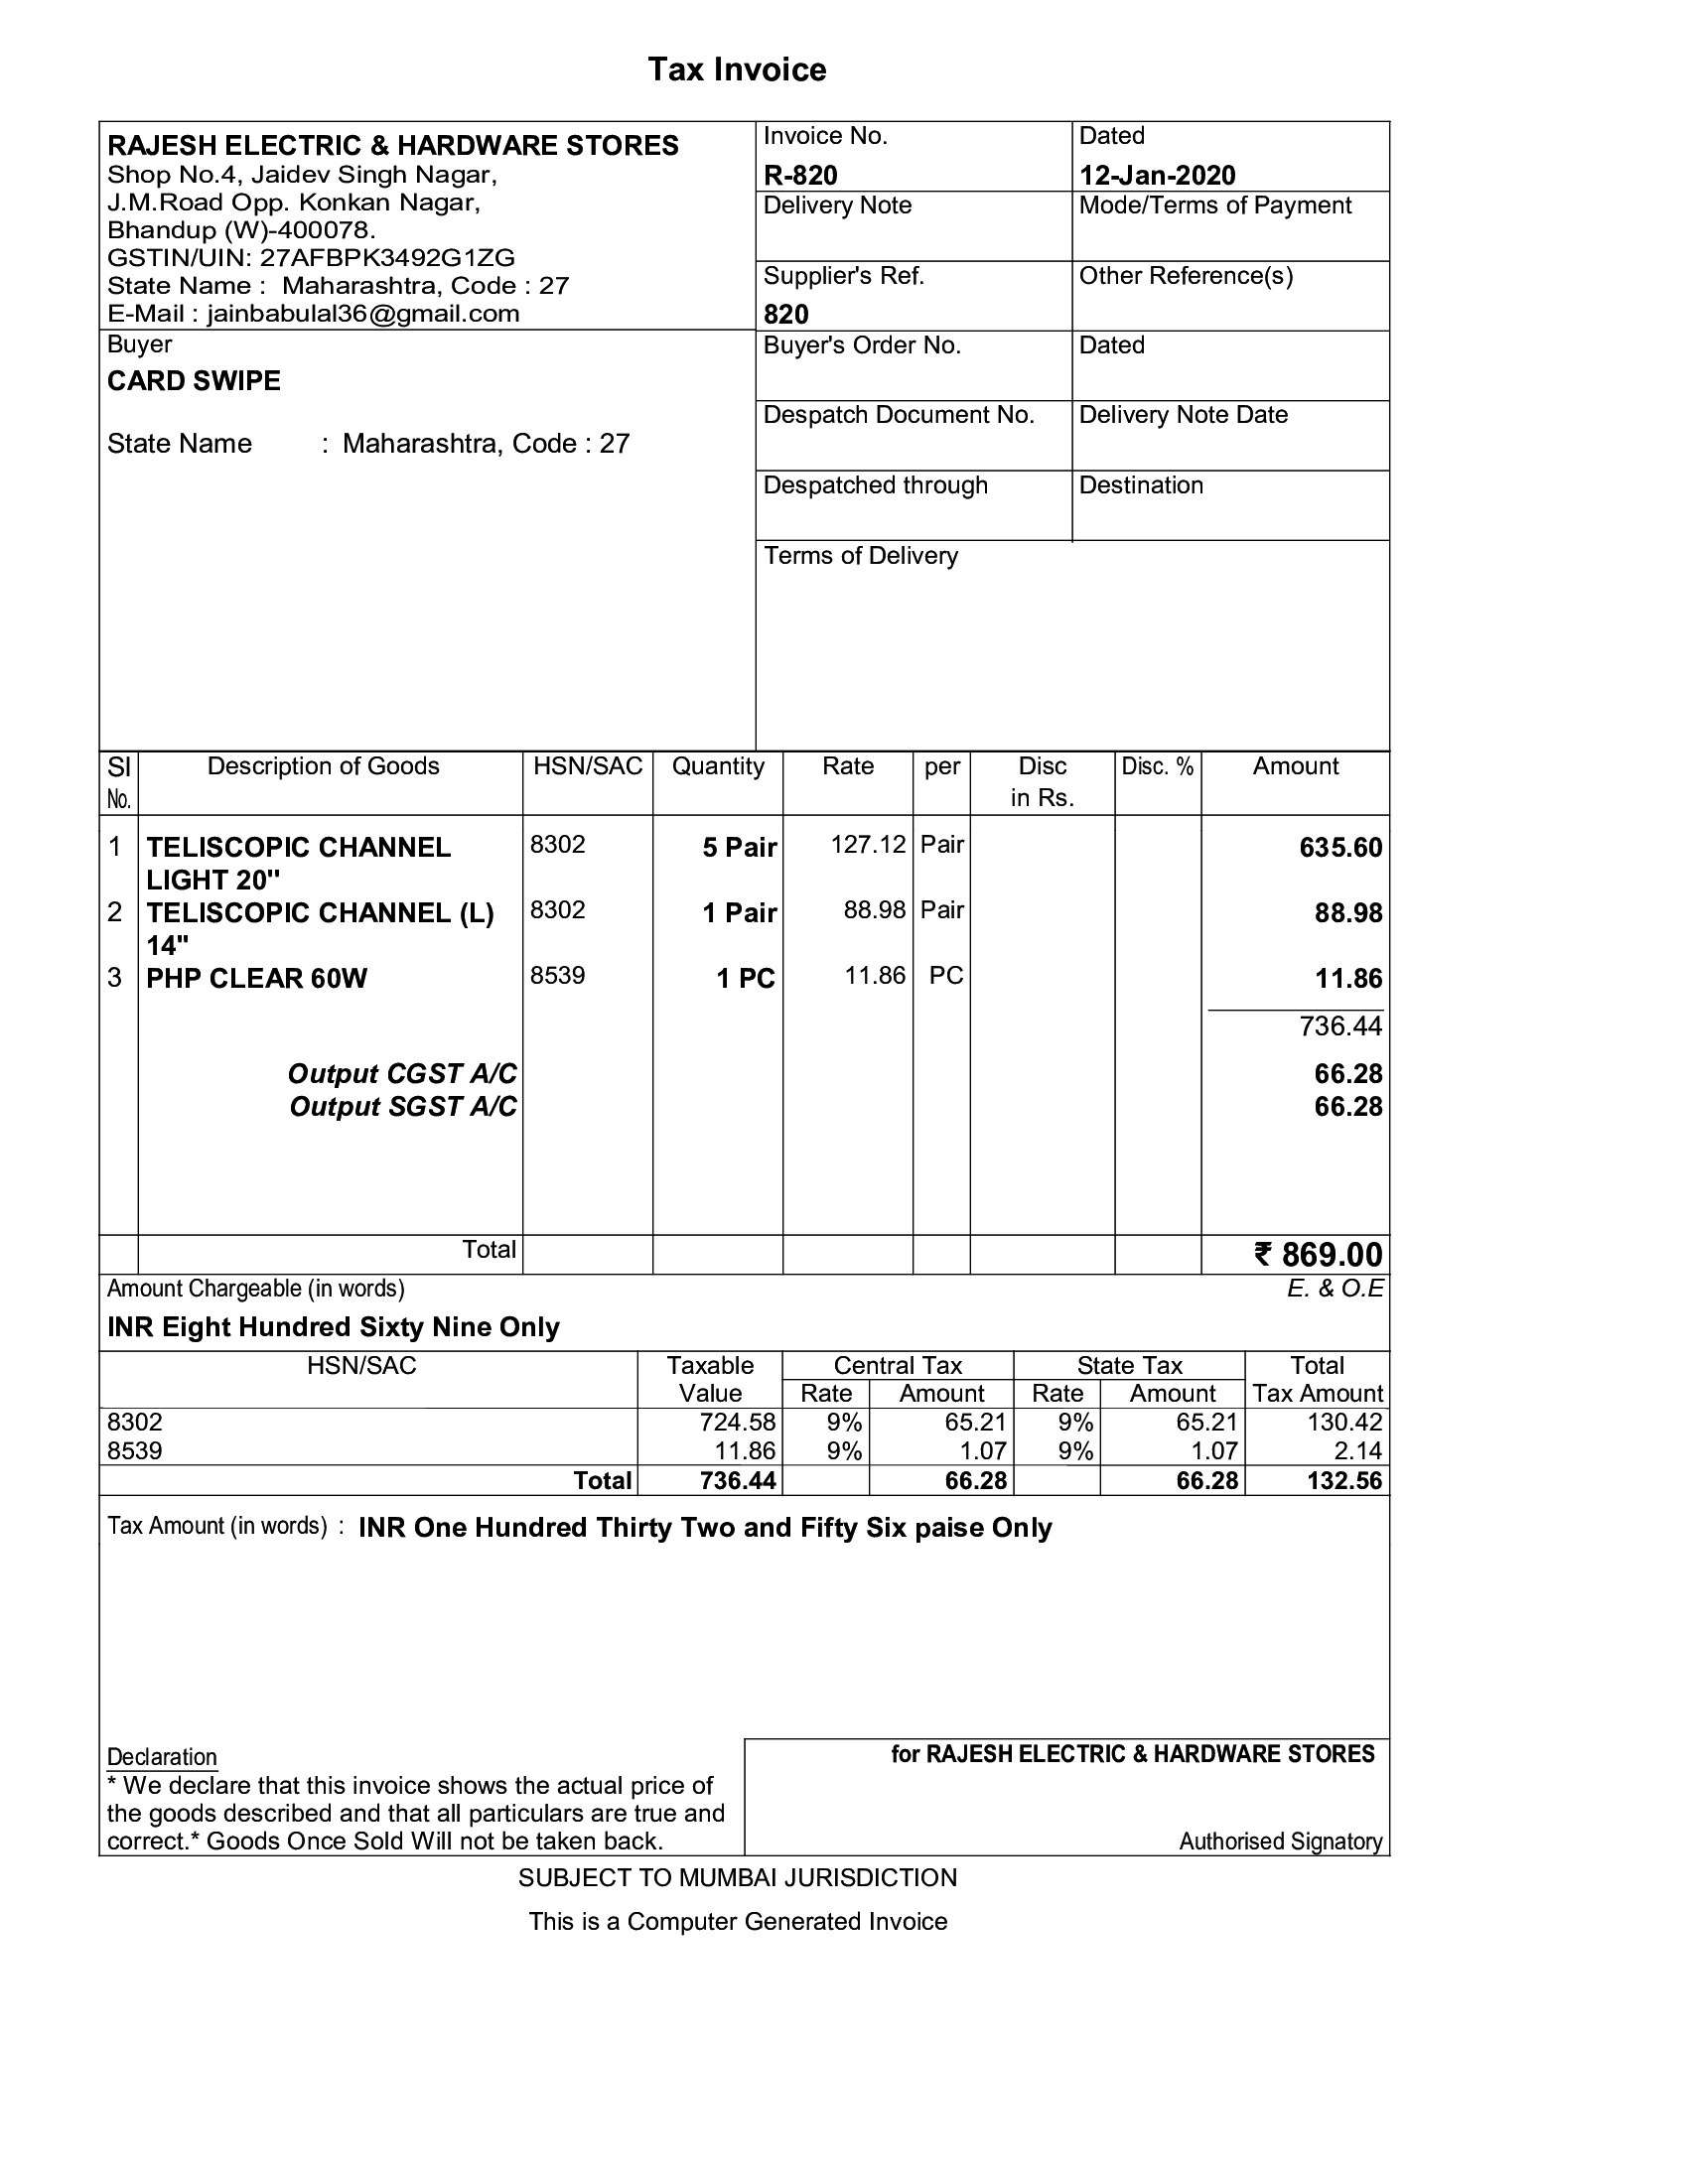 Tax Invoice
RAJESH ELECTRIC & HARDWARE STORES
Shop No.4, Jaidev Singh Nagar,
J.M.Road Opp. Konkan Nagar,
Bhandup (W)-400078.
GSTIN/UIN: 27AFBPK3492G1ZG
State Name : Maharashtra, Code : 27
E-Mail : jainbabulal36@gmail.com
Invoice No.
R-820
Dated
12-Jan-2020
Delivery Note
Mode/Terms of Payment
Supplier's Ref.
820
Other Reference(s)
Buyer
CARD SWIPE
State Name : Maharashtra, Code : 27
Buyer's Order No.
Dated
Despatch Document No.
Delivery Note Date
Despatched through
Destination
Terms of Delivery
Sl No. Description of Goods HSN/SAC Quantity Rate per Disc in Rs. Disc. % Amount
1 TELISCOPIC CHANNEL 8302 5 Pair 127.12 Pair 635.60
LIGHT 20"
2 TELISCOPIC CHANNEL (L) 8302 1 Pair 88.98 Pair 88.98
14"
3 PHP CLEAR 60W 8539 1 PC 11.86 PC 11.86
736.44
Output CGST A/C 66.28
Output SGST A/C 66.28
Total ₹ 869.00
Amount Chargeable (in words) E. & O.E
INR Eight Hundred Sixty Nine Only
HSN/SAC Taxable Central Tax State Tax Total
Value Rate Amount Rate Amount Tax Amount
8302 724.58 9% 65.21 9% 65.21 130.42
8539 11.86 9% 1.07 9% 1.07 2.14
Total 736.44 66.28 66.28 132.56
Tax Amount (in words) : INR One Hundred Thirty Two and Fifty Six paise Only
Declaration
* We declare that this invoice shows the actual price of
the goods described and that all particulars are true and
correct.* Goods Once Sold Will not be taken back.
for RAJESH ELECTRIC & HARDWARE STORES
Authorised Signatory
SUBJECT TO MUMBAI JURISDICTION
This is a Computer Generated Invoice